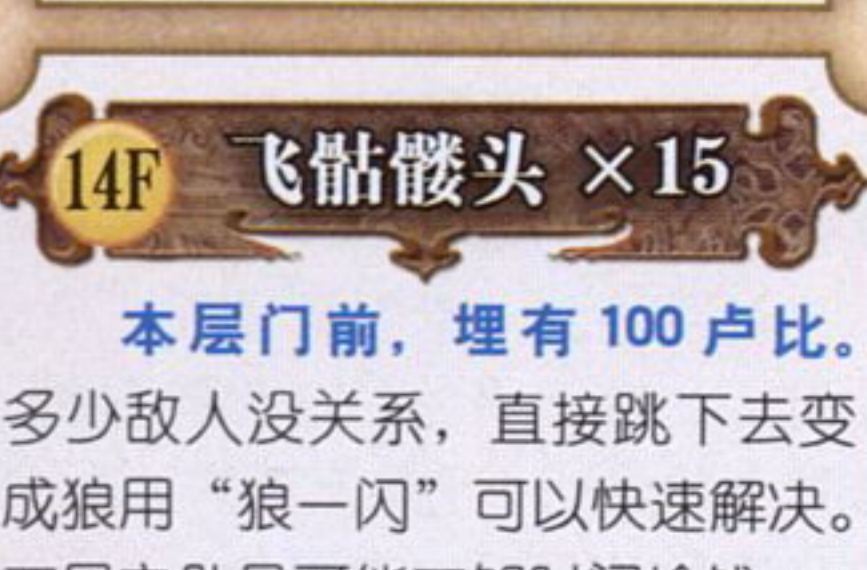 14F 飞骷髅头 ×15
本层门前，埋有 100 卢比。
多少敌人没关系，直接跳下去变
成狼用“狼一闪”可以快速解决。